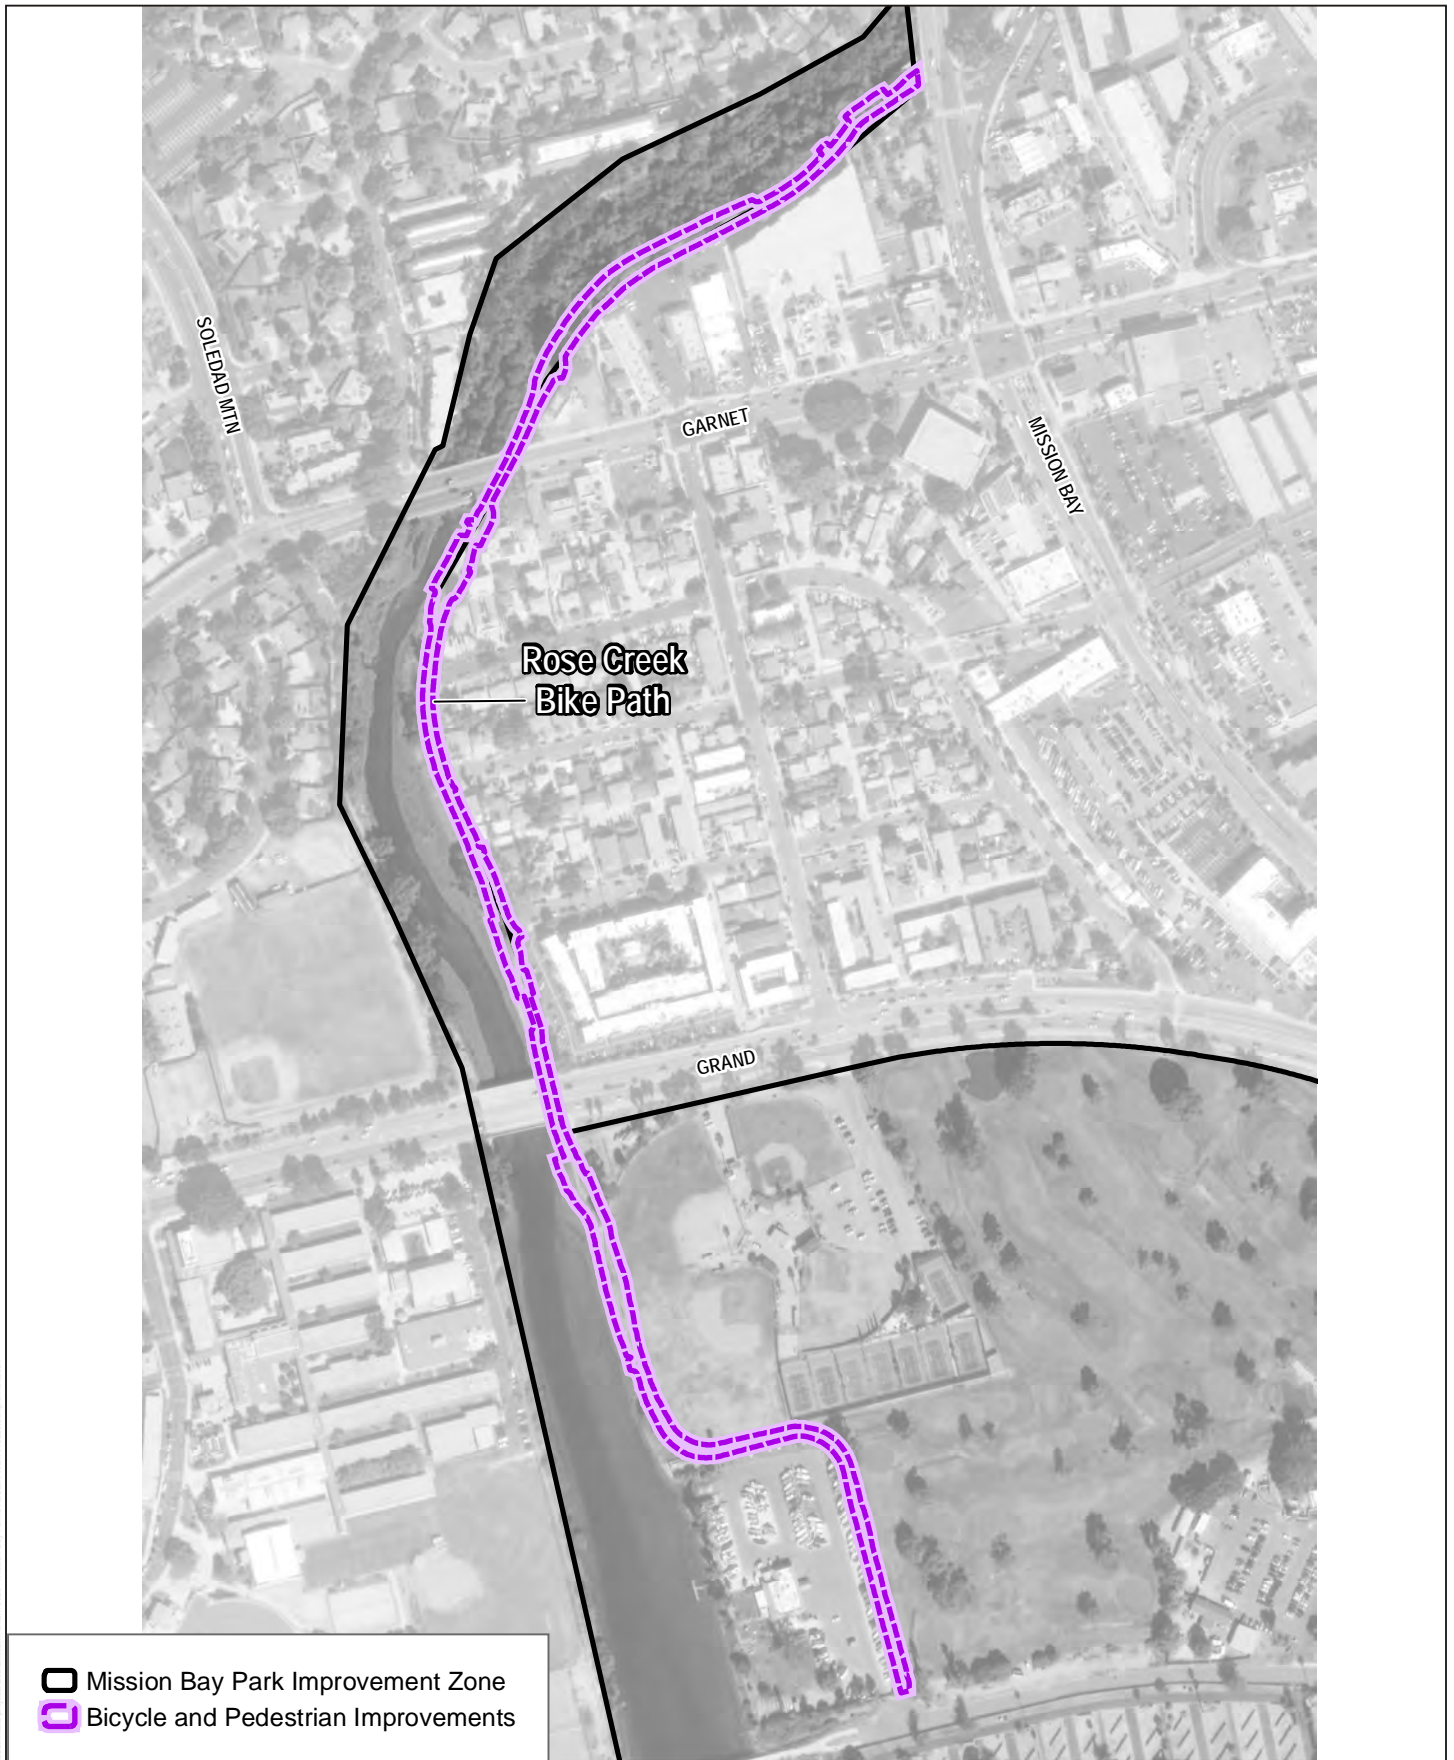 SOLEDAD MTN
GARNET
MISSION BAY
Rose Creek
Bike Path
GRAND
Mission Bay Park Improvement Zone
Bicycle and Pedestrian Improvements